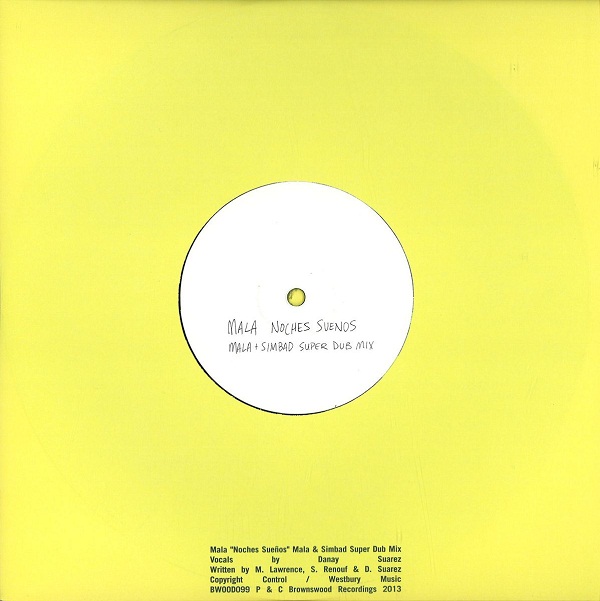 MALA NOCHES SUENOS
MALA + SIMBAD SUPER DUB MIX
Mala "Noches Sueños" Mala & Simbad Super Dub Mix
Vocals by Danay Suarez
Written by M. Lawrence, S. Renouf & D. Suarez
Copyright Control / Westbury Music
BWOOD099 P & C Brownswood Recordings 2013